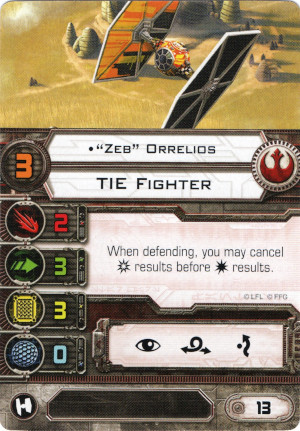 •“Zeb” Orrelios
3
TIE Fighter
2
3
When defending, you may cancel
results before results.
©LFL ©FFG
3
0
13